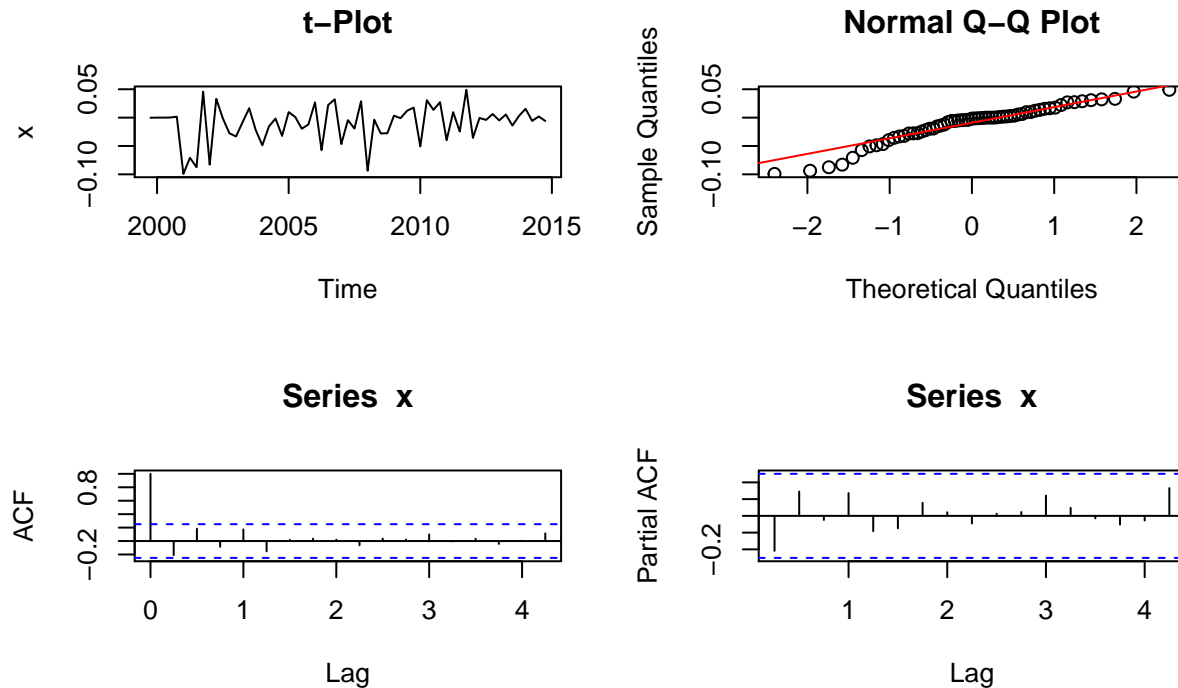 t−Plot
x
0.05
−0.10
2000 2005 2010 2015
Time
Normal Q−Q Plot
Sample Quantiles
0.05
−0.10
−2 −1 0 1 2
Theoretical Quantiles
Series x
ACF
0.8
−0.2
0 1 2 3 4
Lag
Series x
Partial ACF
−0.2
1 2 3 4
Lag